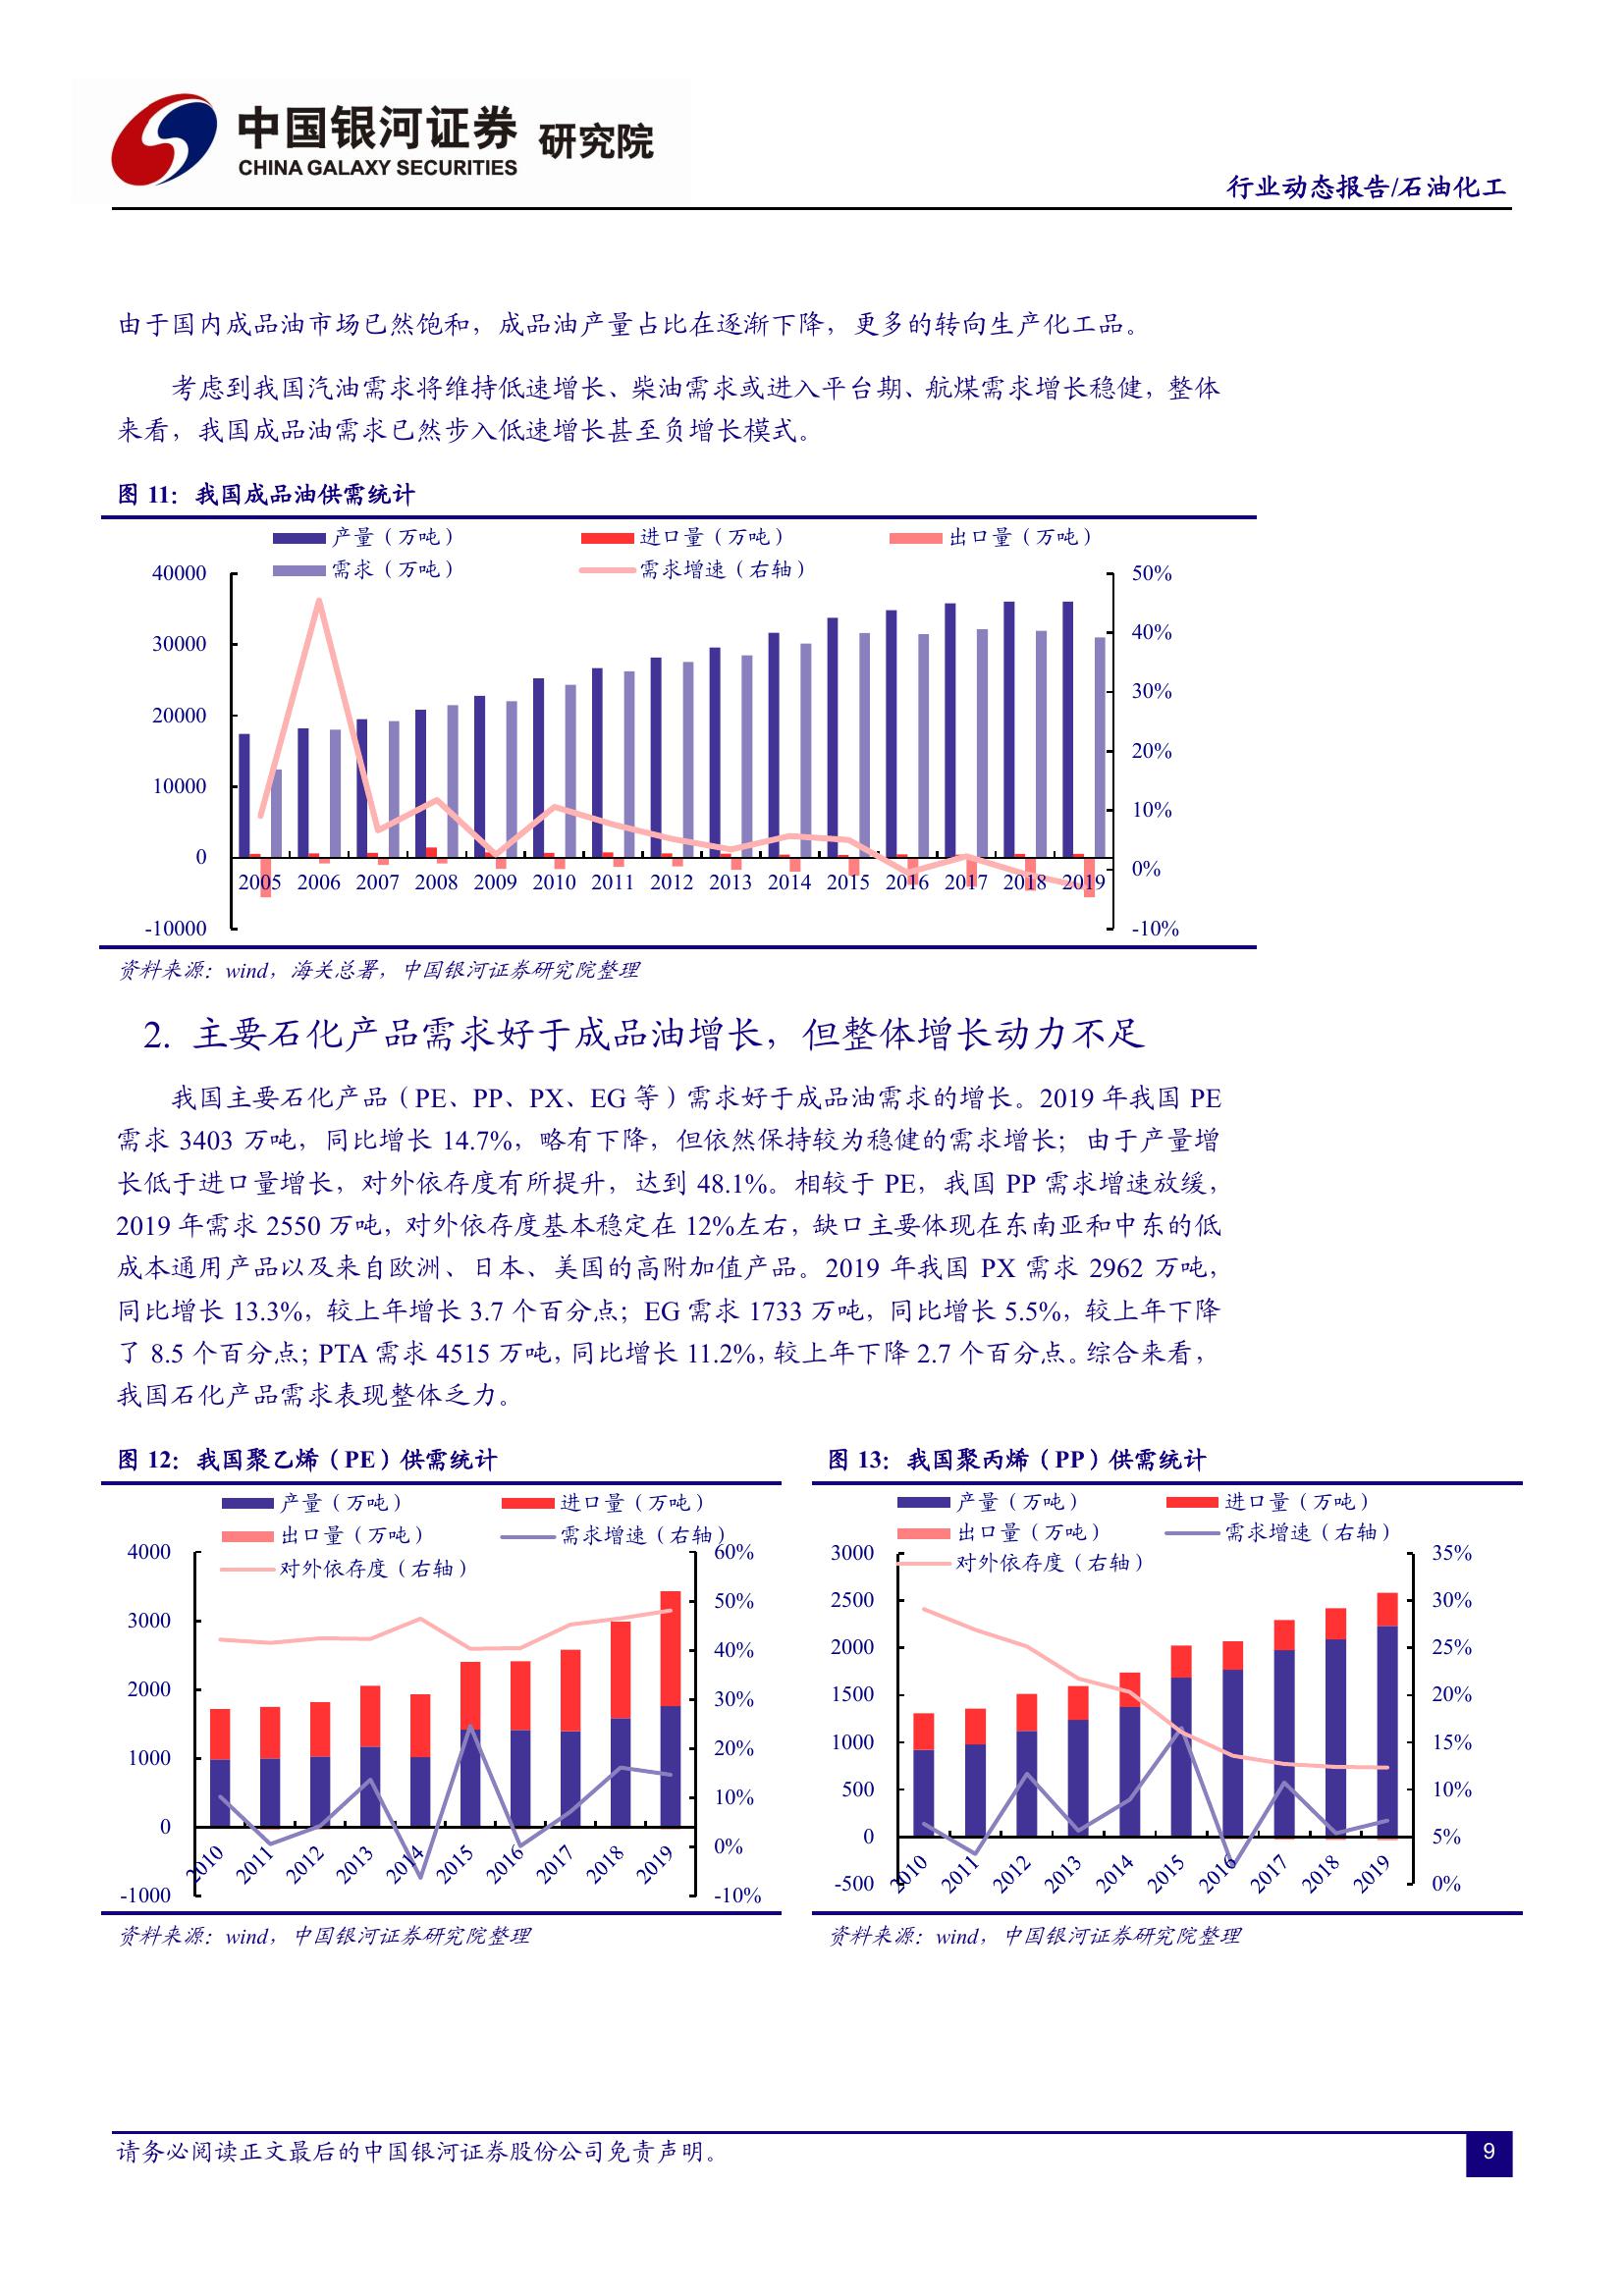 中国银河证券 研究院
CHINA GALAXY SECURITIES
行业动态报告/石油化工
由于国内成品油市场已然饱和，成品油产量占比在逐渐下降，更多的转向生产化工品。
考虑到我国汽油需求将维持低速增长、柴油需求或进入平台期、航煤需求增长稳健，整体
来看，我国成品油需求已然步入低速增长甚至负增长模式。
图 11：我国成品油供需统计
产量（万吨） 进口量（万吨） 出口量（万吨）
需求（万吨） 需求增速（右轴）
40000 50%
30000 40%
20000 30%
10000 20%
0 10%
-10000 0%
-10%
2005 2006 2007 2008 2009 2010 2011 2012 2013 2014 2015 2016 2017 2018 2019
资料来源：wind，海关总署，中国银河证券研究院整理
2. 主要石化产品需求好于成品油增长，但整体增长动力不足
我国主要石化产品（PE、PP、PX、EG 等）需求好于成品油需求的增长。2019 年我国 PE
需求 3403 万吨，同比增长 14.7%，略有下降，但依然保持较为稳健的需求增长；由于产量增
长低于进口量增长，对外依存度有所提升，达到 48.1%。相较于 PE，我国 PP 需求增速放缓，
2019 年需求 2550 万吨，对外依存度基本稳定在 12%左右，缺口主要体现在东南亚和中东的低
成本通用产品以及来自欧洲、日本、美国的高附加值产品。2019 年我国 PX 需求 2962 万吨，
同比增长 13.3%，较上年增长 3.7 个百分点；EG 需求 1733 万吨，同比增长 5.5%，较上年下降
了 8.5 个百分点；PTA 需求 4515 万吨，同比增长 11.2%，较上年下降 2.7 个百分点。综合来看，
我国石化产品需求表现整体乏力。
图 12：我国聚乙烯（PE）供需统计
产量（万吨） 进口量（万吨）
出口量（万吨） 需求增速（右轴）
对外依存度（右轴）
4000 60%
3000 50%
2000 40%
1000 30%
0 20%
-1000 10%
0%
-10%
2010 2011 2012 2013 2014 2015 2016 2017 2018 2019
资料来源：wind，中国银河证券研究院整理
图 13：我国聚丙烯（PP）供需统计
产量（万吨） 进口量（万吨）
出口量（万吨） 需求增速（右轴）
对外依存度（右轴）
3000 35%
2500 30%
2000 25%
1500 20%
1000 15%
500 10%
0 5%
-500 0%
2010 2011 2012 2013 2014 2015 2016 2017 2018 2019
资料来源：wind，中国银河证券研究院整理
请务必阅读正文最后的中国银河证券股份公司免责声明。
9